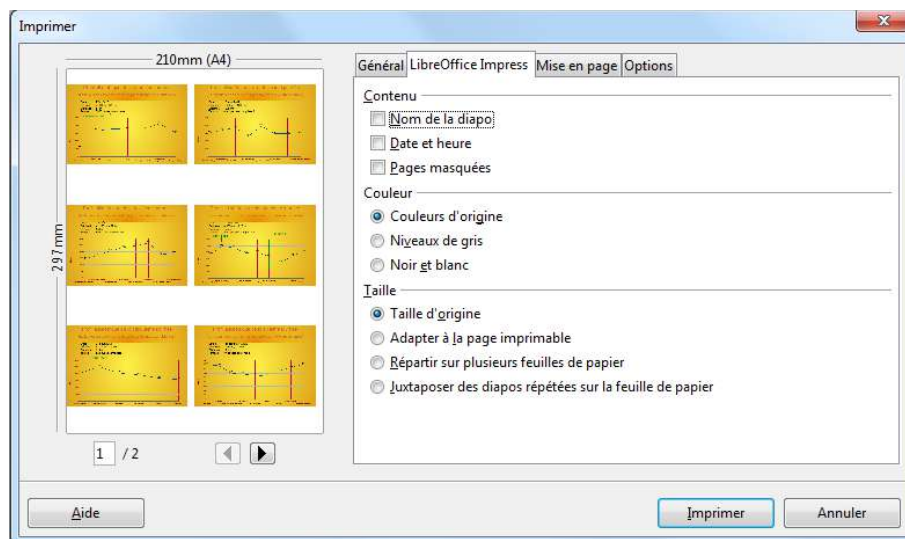 Imprimer
210mm (A4)
297mm
1 / 2
Général LibreOffice Impress Mise en page Options
Contenu
Nom de la diapo
Date et heure
Pages masquées
Couleur
Couleurs d'origine
Niveaux de gris
Noir et blanc
Taille
Taille d'origine
Adapter à la page imprimable
Répartir sur plusieurs feuilles de papier
Juxtaposer des diapos répétées sur la feuille de papier
Aide
Imprimer
Annuler